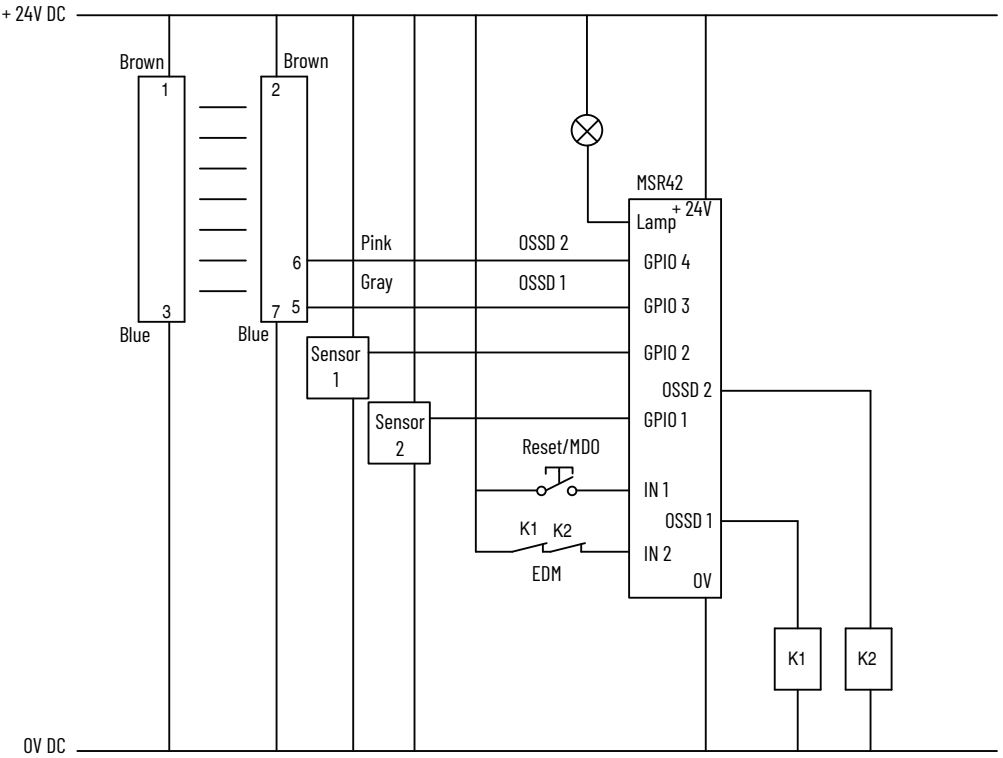 + 24V DC
Brown
Brown
1
2
MSR42
+ 24V
Lamp
Pink
OSSD 2
GPIO 4
6
Gray
OSSD 1
GPIO 3
3
7
5
Blue
Blue
Sensor
1
GPIO 2
OSSD 2
Sensor
2
GPIO 1
Reset/MDO
IN 1
OSSD 1
K1
K2
IN 2
EDM
0V
K1
K2
0V DC